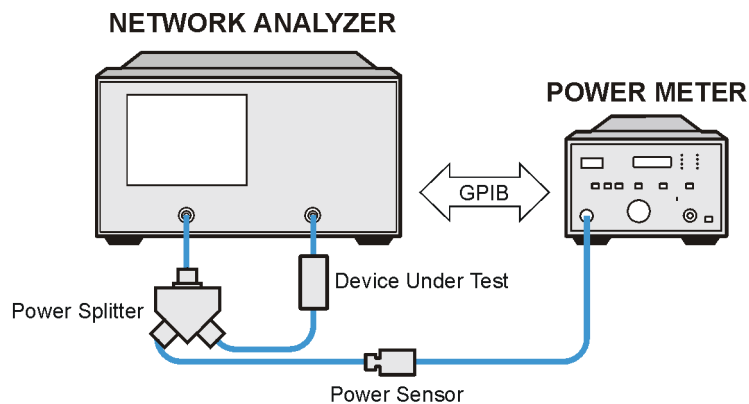 NETWORK ANALYZER
POWER METER
GPIB
Device Under Test
Power Splitter
Power Sensor